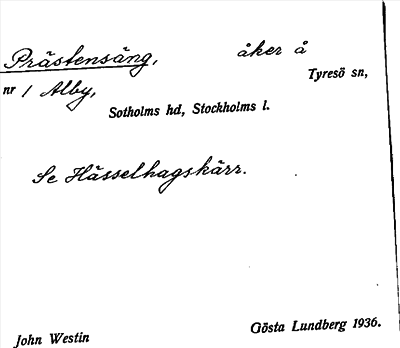 Prästensäng, åker å
Tyresö sn,
nr 1 Alby,
Sotholms hd, Stockholms l.
Se Hässelhagskärr.
John Westin
Gösta Lundberg 1936.